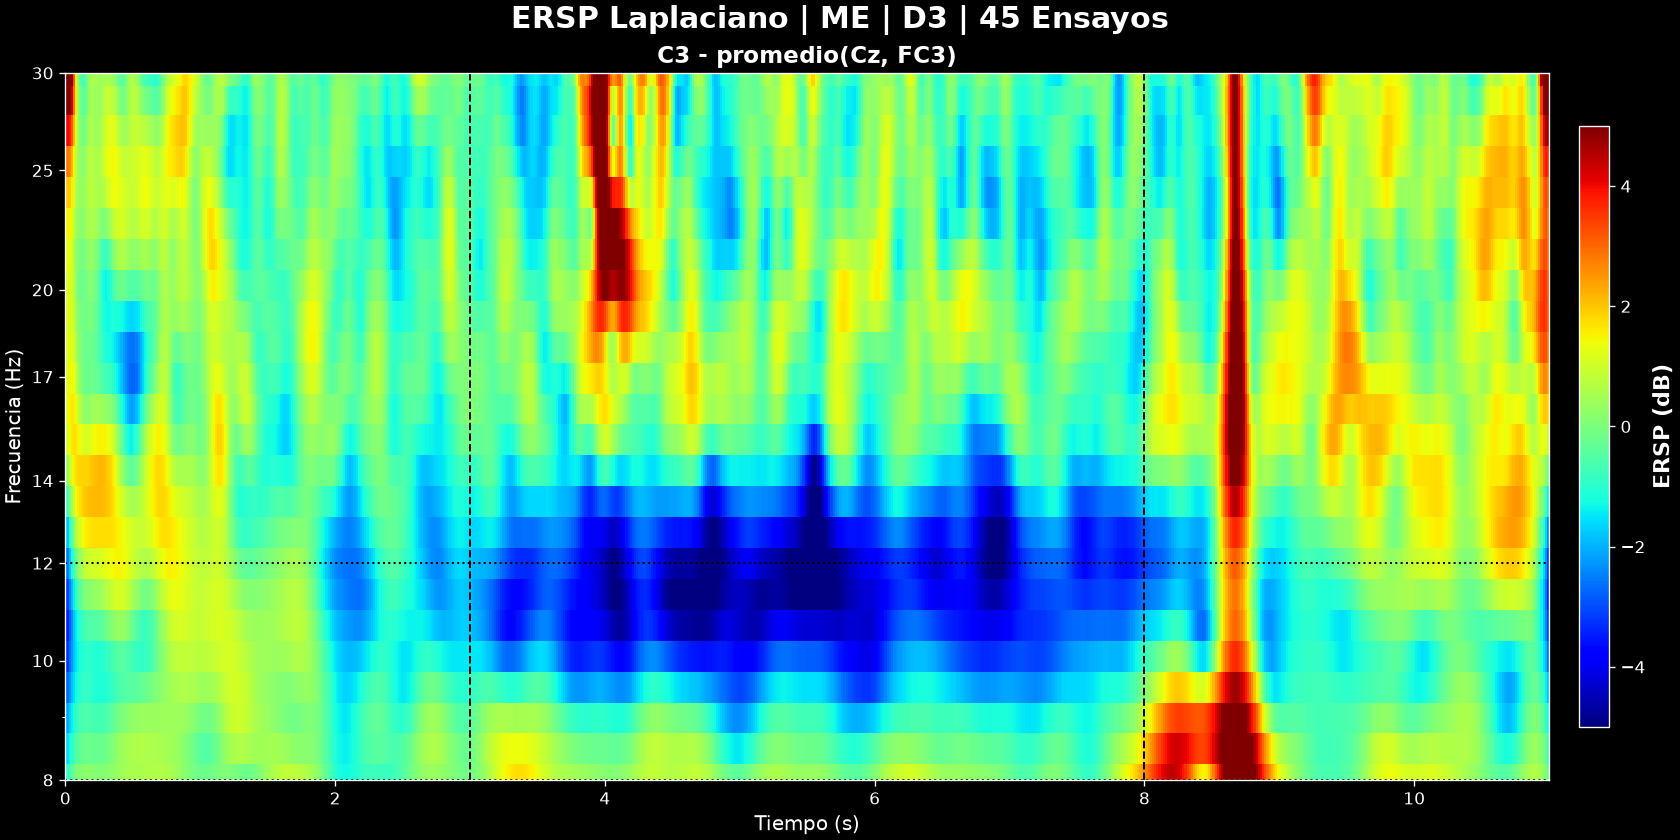 ERSP Laplaciano | ME | D3 | 45 Ensayos
C3 - promedio(Cz, FC3)
Frecuencia (Hz)
30
25
20
17
14
12
10
8
0 2 4 6 8 10
Tiempo (s)
4
2
0
−2
−4
ERSP (dB)